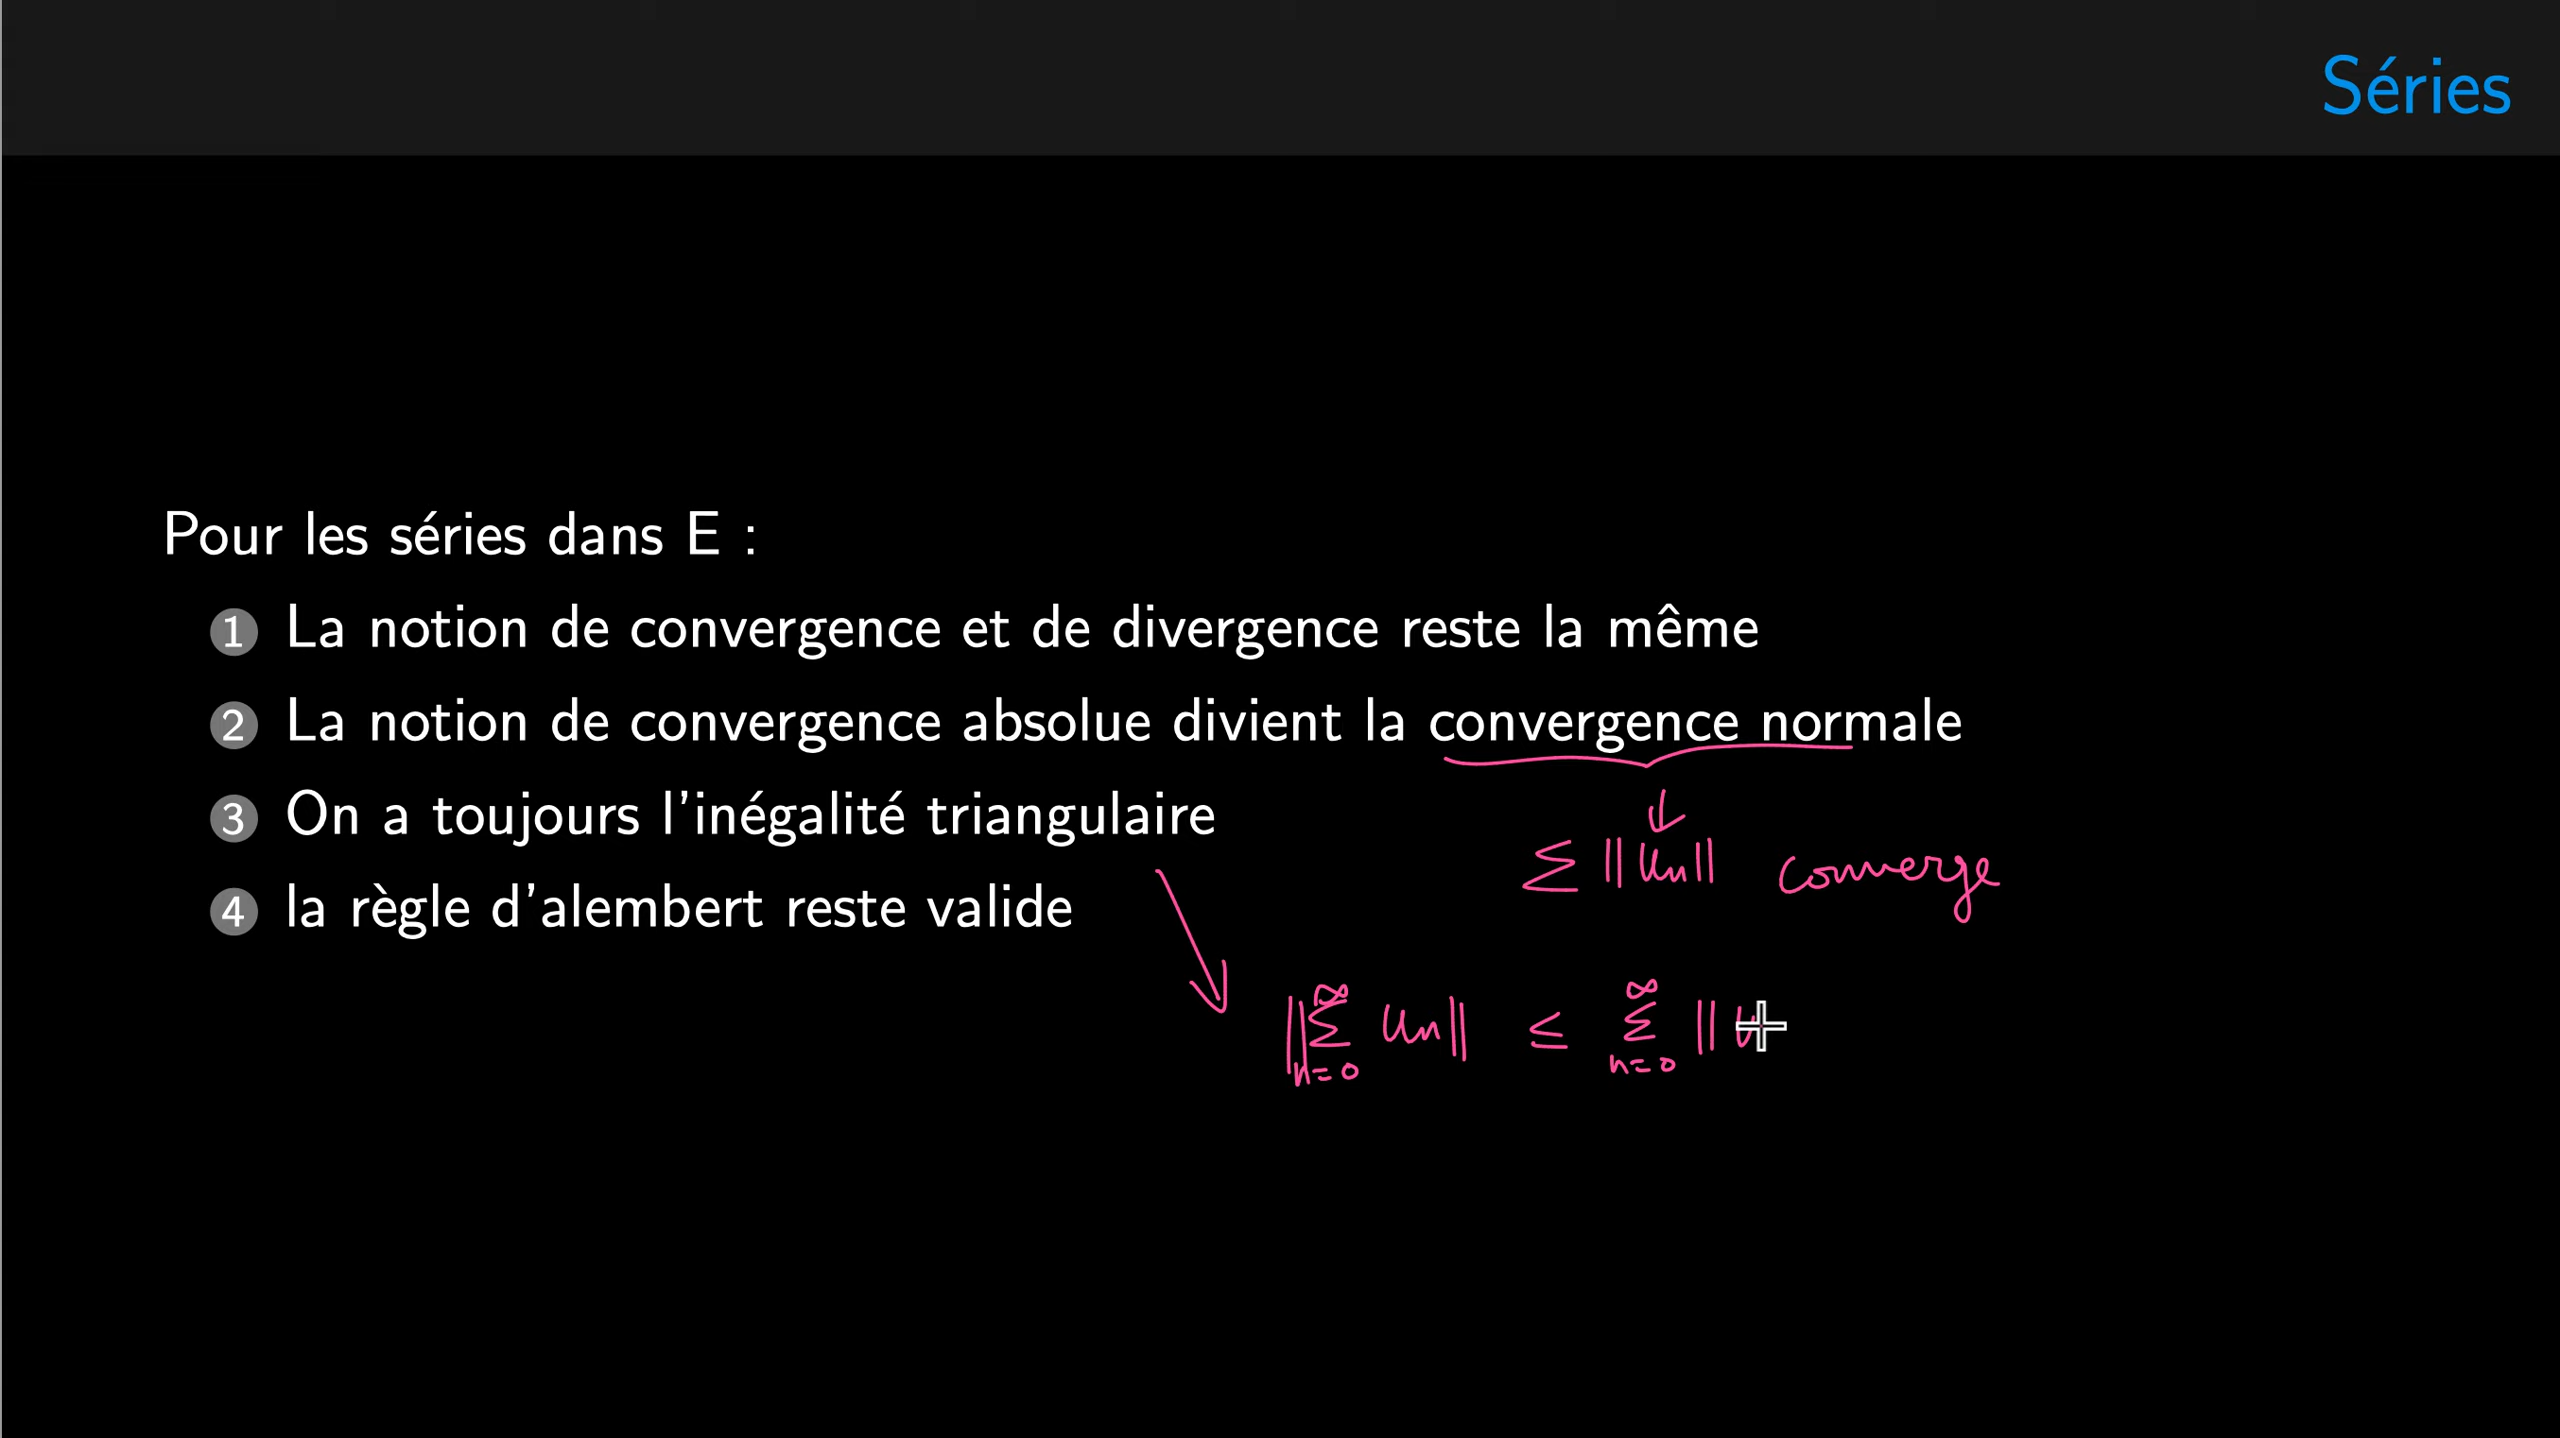 Séries
Pour les séries dans E :
1 La notion de convergence et de divergence reste la même
2 La notion de convergence absolue divient la convergence normale
3 On a toujours l'inégalité triangulaire
∑ ||Un|| converge
4 la règle d'alembert reste valide
||∑_{n=0}^{∞} Un|| ≤ ∑_{n=0}^{∞} ||